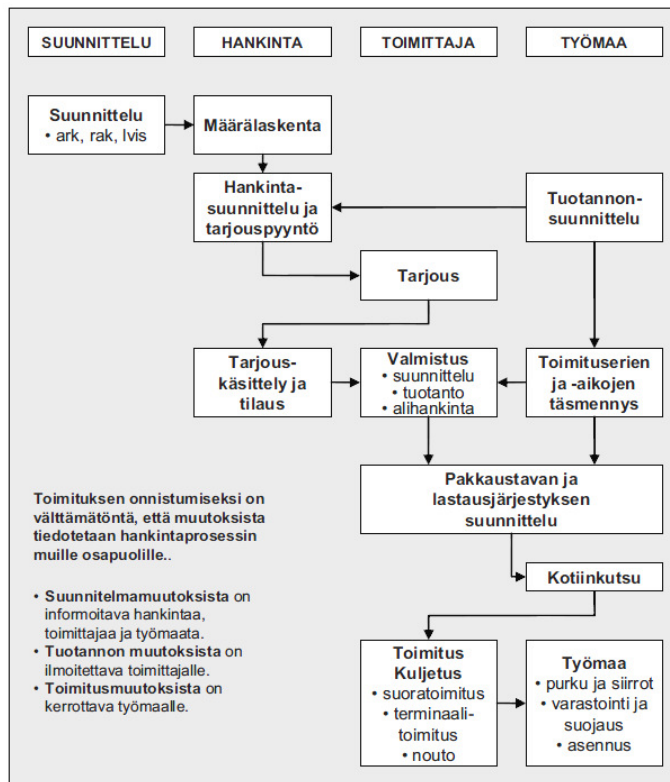 SUUNNITTELU
HANKINTA
TOIMITTAJA
TYÖMAA
Suunnittelu
• ark, rak, lvis
Määrälaskenta
Hankinta-
suunnittelu ja
tarjouspyyntö
Tuotannon-
suunnittelu
Tarjous
Tarjous-
käsittely ja
tilaus
Valmistus
• suunnittelu
• tuotanto
• alihankinta
Toimituserien
ja -aikojen
täsmennys
Pakkaustavan ja
lastausjärjestyksen
suunnittelu
Toimituksen onnistumiseksi on
välttämätöntä, että muutoksista
tiedotetaan hankintaprosessin
muille osapuolille..
• Suunnitelmamuutoksista on
informoitava hankintaa,
toimittajaa ja työmaata.
• Tuotannon muutoksista on
ilmoitettava toimittajalle.
• Toimitusmuutoksista on
kerrottava työmaalle.
Kotiinkutsu
Toimitus
Kuljetus
• suoratoimitus
• terminaali-
toimitus
• nouto
Työmaa
• purku ja siirrot
• varastointi ja
suojaus
• asennus